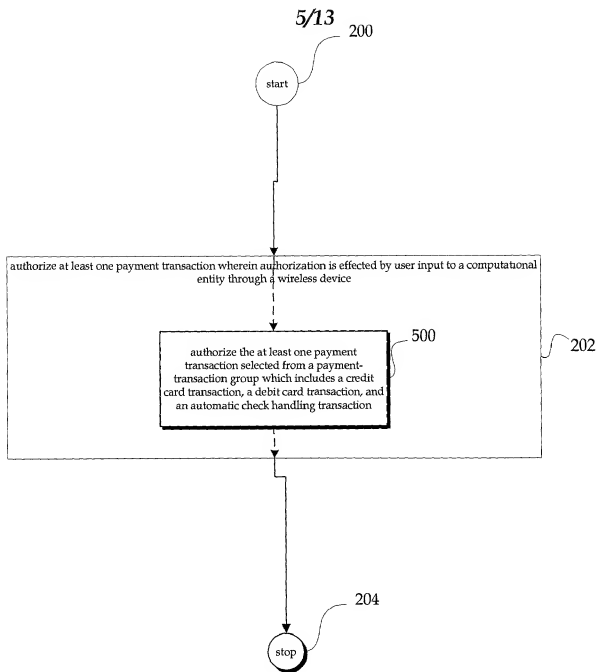 5/13
200
start
authorize at least one payment transaction wherein authorization is effected by user input to a computational
entity through a wireless device
500
authorize the at least one payment
transaction selected from a payment-
transaction group which includes a credit
card transaction, a debit card transaction, and
an automatic check handling transaction
202
204
stop